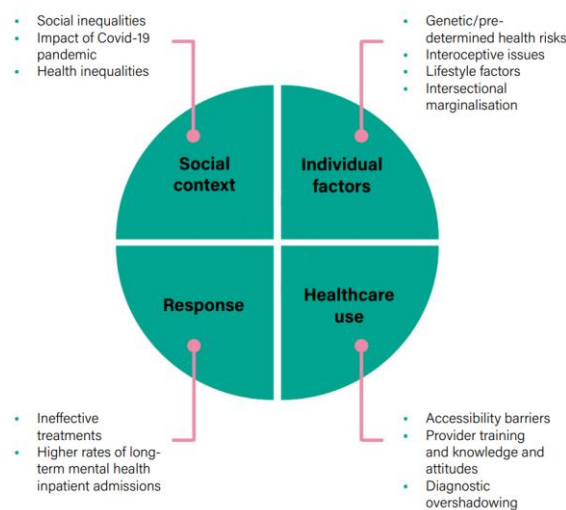 • Social inequalities
• Impact of Covid-19
pandemic
• Health inequalities
• Genetic/pre-
determined health risks
• Interoceptive issues
• Lifestyle factors
• Intersectional
marginalisation
Social
context
Individual
factors
Response
Healthcare
use
• Ineffective
treatments
• Higher rates of long-
term mental health
inpatient admissions
• Accessibility barriers
• Provider training
and knowledge and
attitudes
• Diagnostic
overshadowing